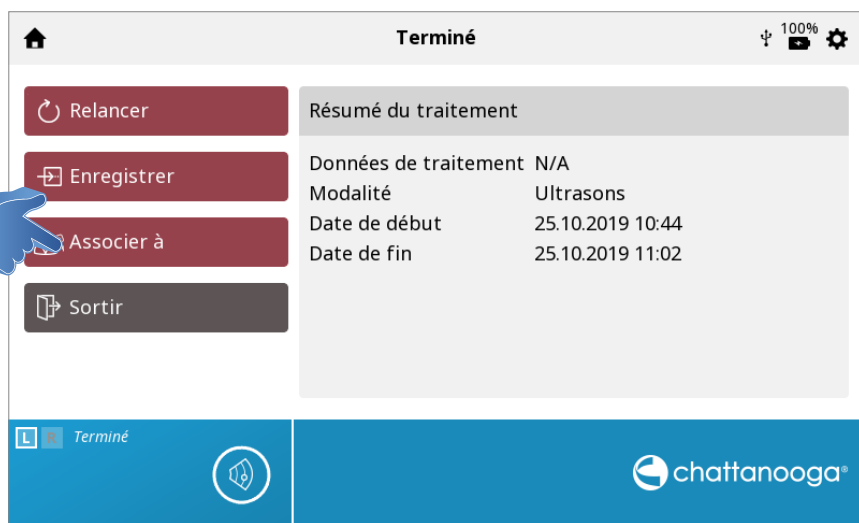 Terminé
100%
Relancer
Enregistrer
Associer à
Sortir
Résumé du traitement
Données de traitement N/A
Modalité Ultrasons
Date de début 25.10.2019 10:44
Date de fin 25.10.2019 11:02
L R Terminé
chattanooga®